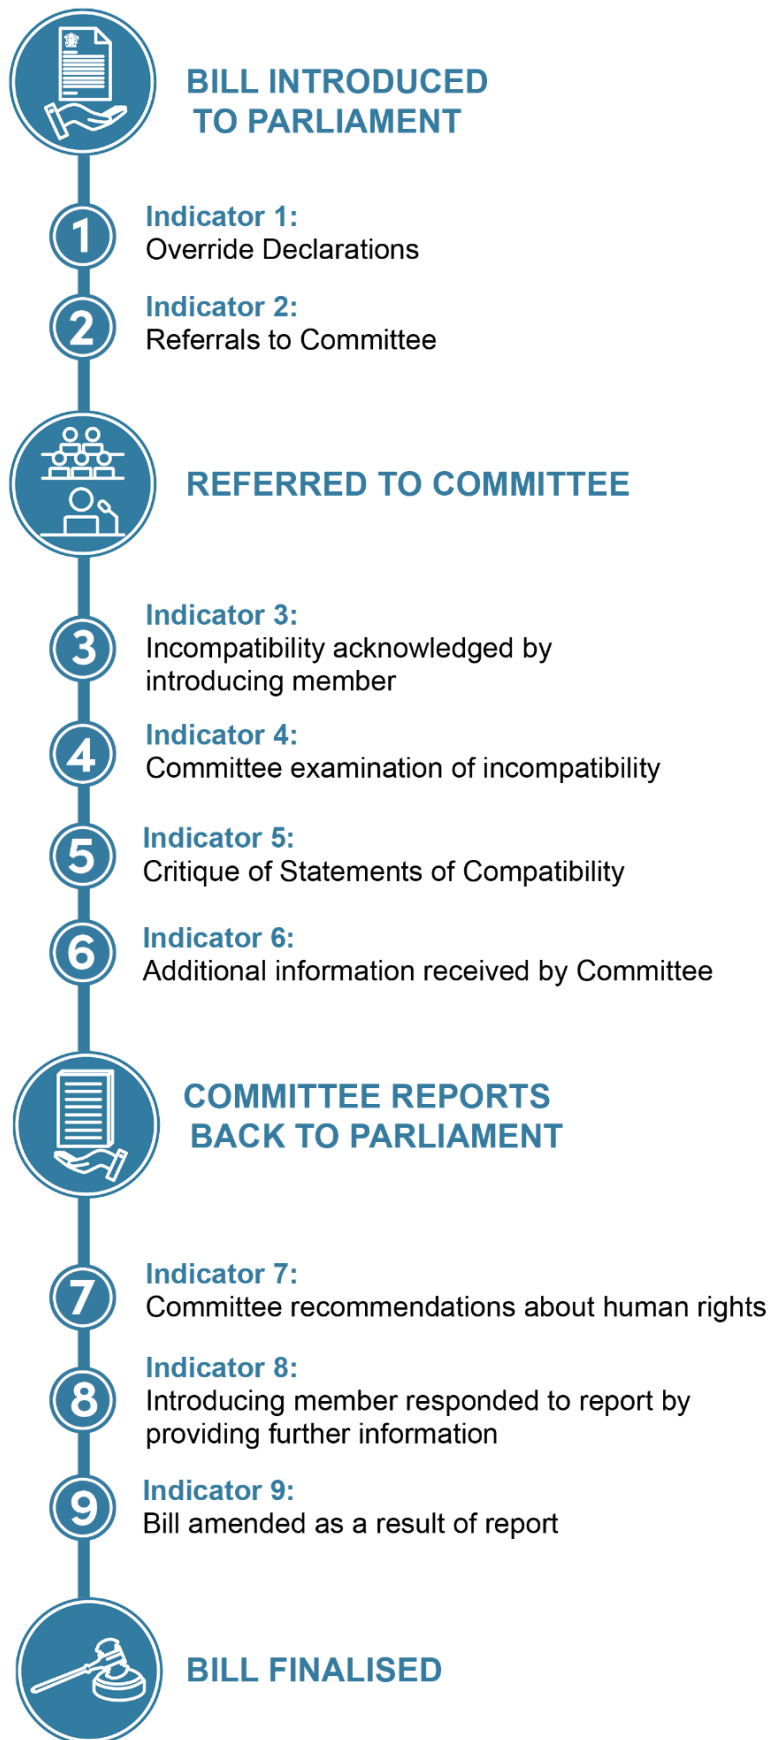 BILL INTRODUCED
TO PARLIAMENT
1
Indicator 1:
Override Declarations
2
Indicator 2:
Referrals to Committee
REFERRED TO COMMITTEE
3
Indicator 3:
Incompatibility acknowledged by
introducing member
4
Indicator 4:
Committee examination of incompatibility
5
Indicator 5:
Critique of Statements of Compatibility
6
Indicator 6:
Additional information received by Committee
COMMITTEE REPORTS
BACK TO PARLIAMENT
7
Indicator 7:
Committee recommendations about human rights
8
Indicator 8:
Introducing member responded to report by
providing further information
9
Indicator 9:
Bill amended as a result of report
BILL FINALISED